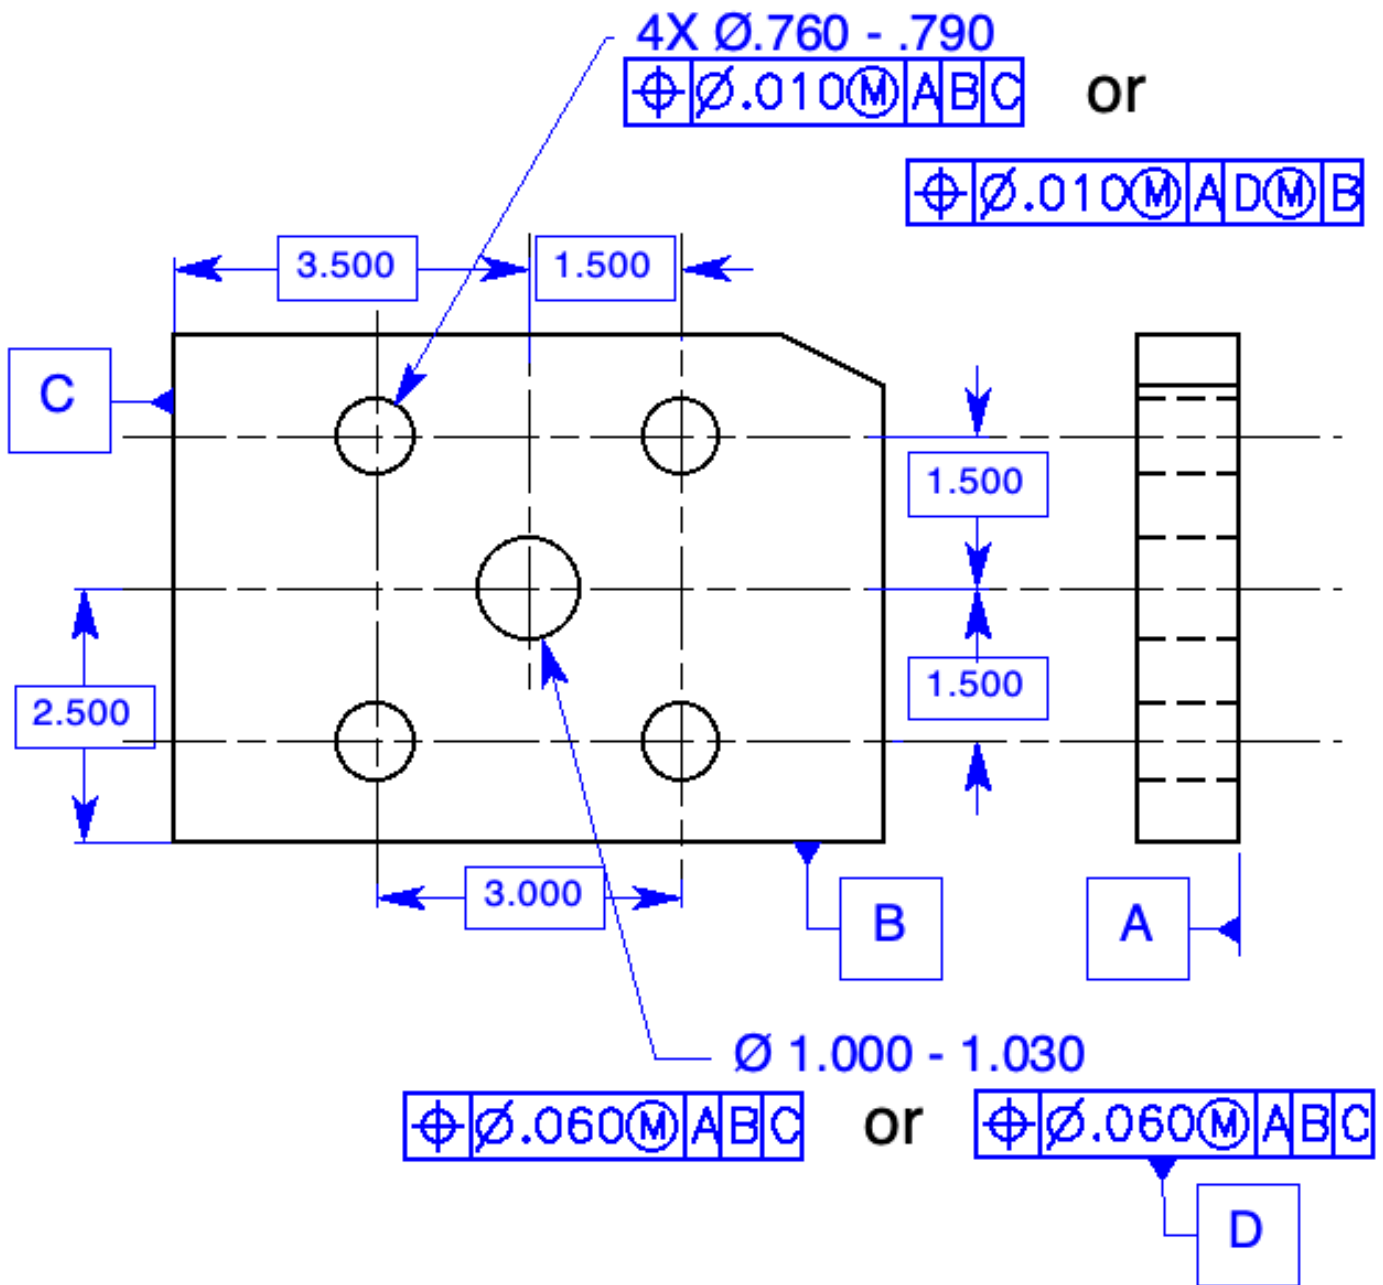 4X Ø.760 - .790
⌖ Ø.010Ⓜ A B C or
⌖ Ø.010Ⓜ A DⓂ B
3.500 1.500
C
1.500
1.500
2.500
3.000
B A
Ø 1.000 - 1.030
⌖ Ø.060Ⓜ A B C or ⌖ Ø.060Ⓜ A B C
D